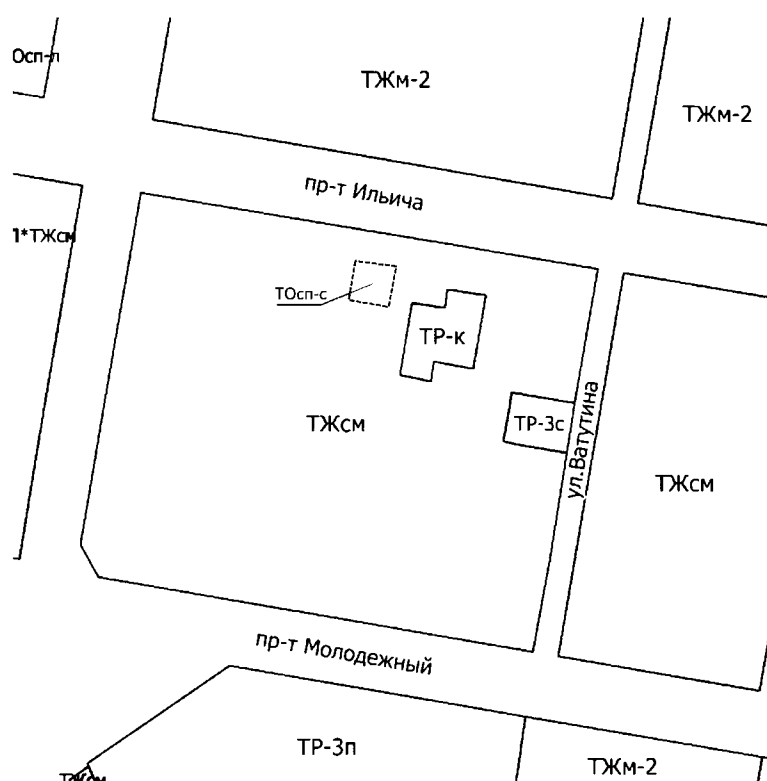 Осп-л
ТЖм-2
ТЖм-2
пр-т Ильича
1*ТЖсм
ТОсп-с
ТР-к
ТЖсм
ТР-3с
ул.Ватутина
ТЖсм
пр-т Молодежный
ТР-3п
ТЖм-2
ТЖсм